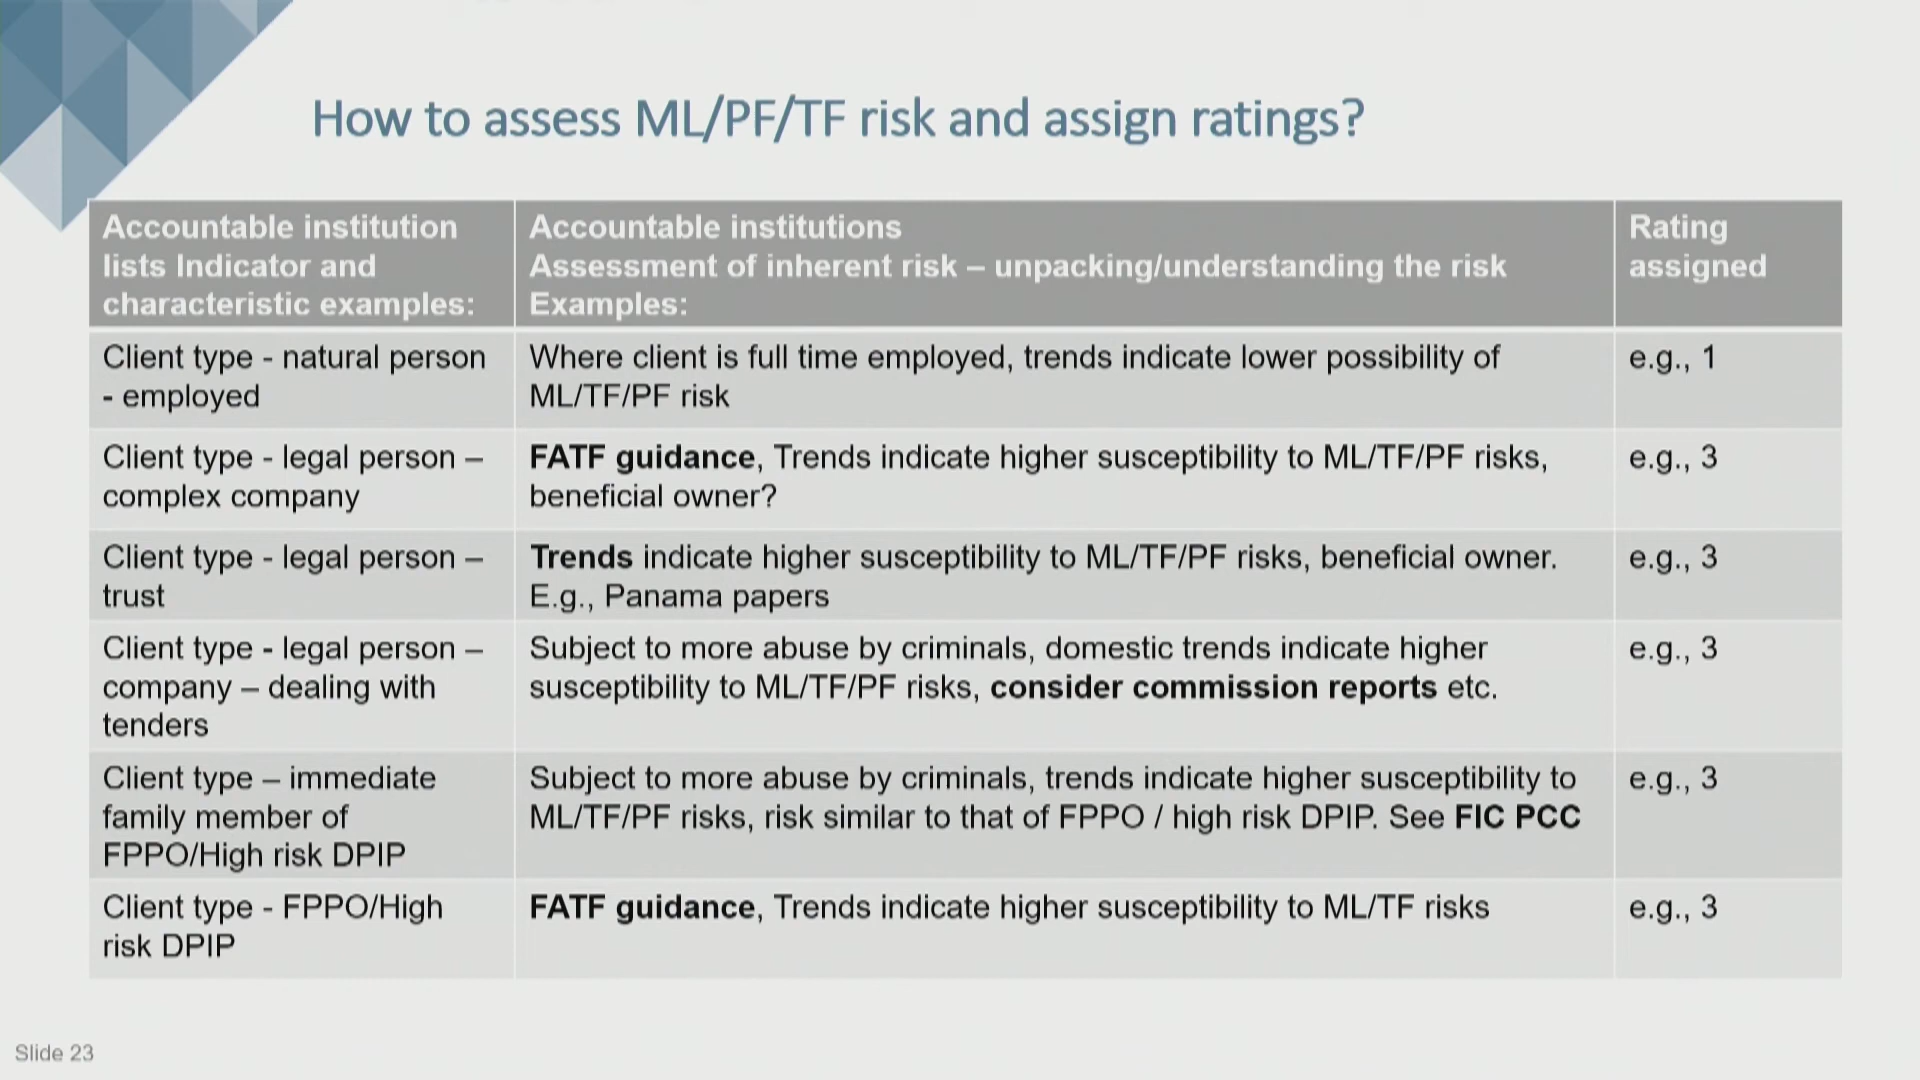 How to assess ML/PF/TF risk and assign ratings?
Accountable institution
lists Indicator and
characteristic examples:
Accountable institutions
Assessment of inherent risk – unpacking/understanding the risk
Examples:
Rating
assigned
Client type - natural person
- employed
Where client is full time employed, trends indicate lower possibility of
ML/TF/PF risk
e.g., 1
Client type - legal person –
complex company
FATF guidance, Trends indicate higher susceptibility to ML/TF/PF risks,
beneficial owner?
e.g., 3
Client type - legal person –
trust
Trends indicate higher susceptibility to ML/TF/PF risks, beneficial owner.
E.g., Panama papers
e.g., 3
Client type - legal person –
company – dealing with
tenders
Subject to more abuse by criminals, domestic trends indicate higher
susceptibility to ML/TF/PF risks, consider commission reports etc.
e.g., 3
Client type – immediate
family member of
FPPO/High risk DPIP
Subject to more abuse by criminals, trends indicate higher susceptibility to
ML/TF/PF risks, risk similar to that of FPPO / high risk DPIP. See FIC PCC
e.g., 3
Client type - FPPO/High
risk DPIP
FATF guidance, Trends indicate higher susceptibility to ML/TF risks
e.g., 3
Slide 23